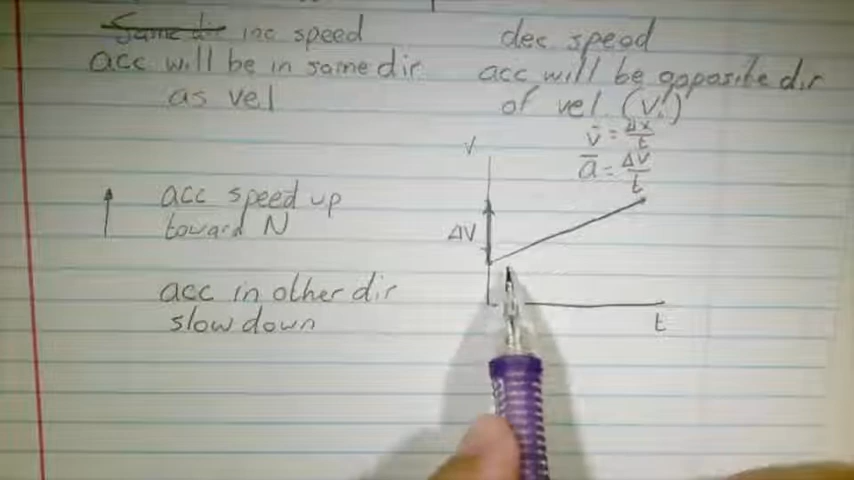 ~~Same dir~~ inc speed
acc will be in same dir
as vel
dec speed
acc will be opposite dir
of vel (v!)
v̄ = Δx/t
ā = Δv/t
acc speed up
toward N
acc in other dir
slow down
V
ΔV
t